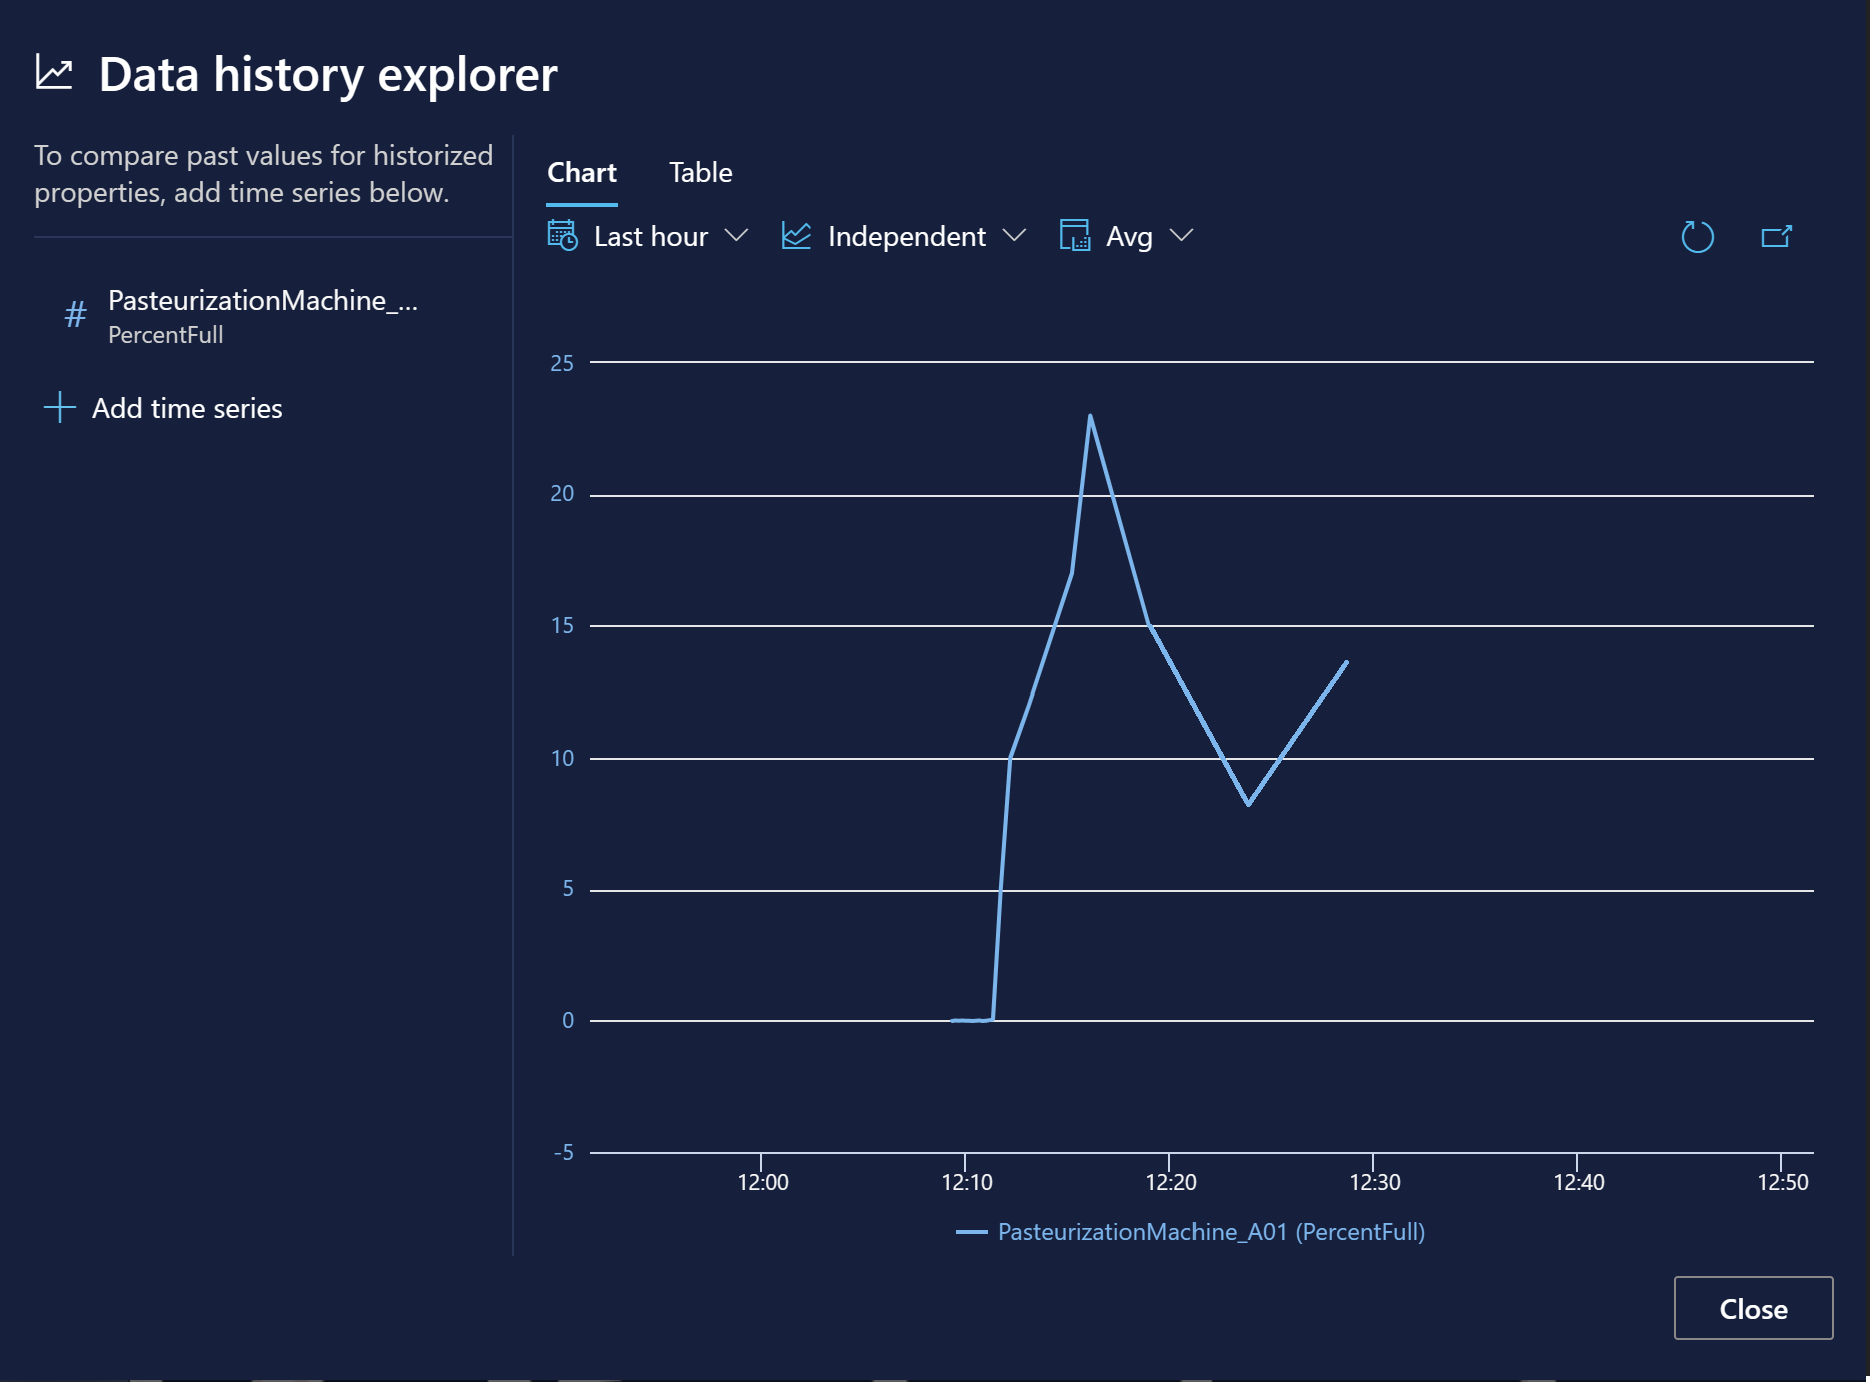 Data history explorer
To compare past values for historized
properties, add time series below.
# PasteurizationMachine_...
PercentFull
Add time series
Chart Table
Last hour Independent Avg
25
20
15
10
5
0
-5
12:00 12:10 12:20 12:30 12:40 12:50
PasteurizationMachine_A01 (PercentFull)
Close